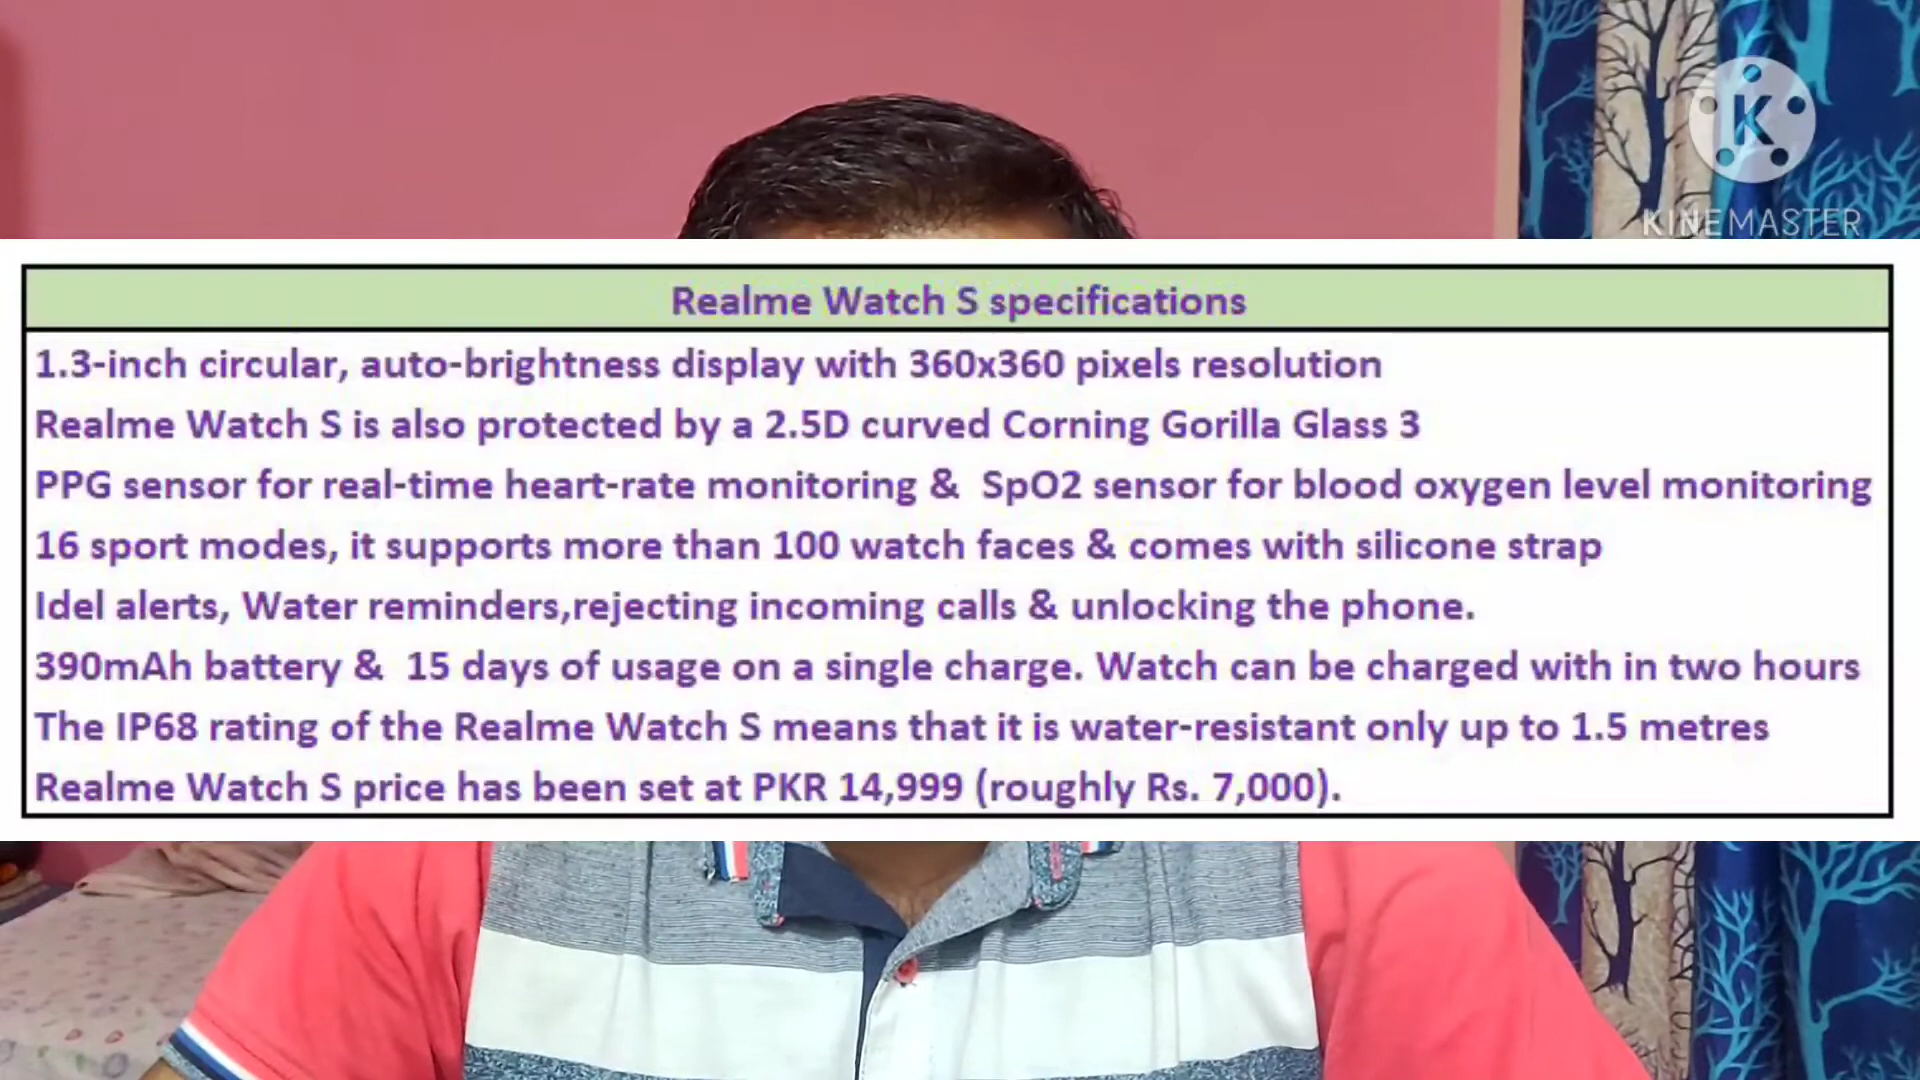 K
KINEMASTER
Realme Watch S specifications
1.3-inch circular, auto-brightness display with 360x360 pixels resolution
Realme Watch S is also protected by a 2.5D curved Corning Gorilla Glass 3
PPG sensor for real-time heart-rate monitoring &  SpO2 sensor for blood oxygen level monitoring
16 sport modes, it supports more than 100 watch faces & comes with silicone strap
Idel alerts, Water reminders,rejecting incoming calls & unlocking the phone.
390mAh battery &  15 days of usage on a single charge. Watch can be charged with in two hours
The IP68 rating of the Realme Watch S means that it is water-resistant only up to 1.5 metres
Realme Watch S price has been set at PKR 14,999 (roughly Rs. 7,000).